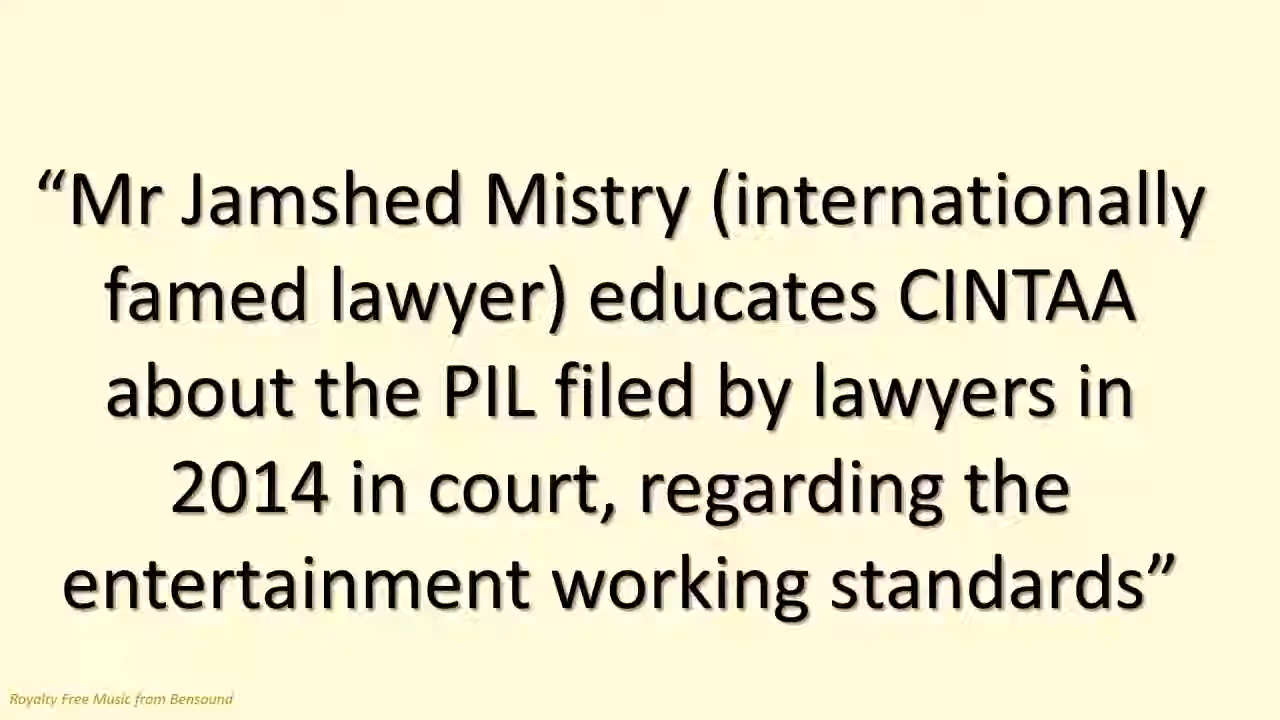 “Mr Jamshed Mistry (internationally
famed lawyer) educates CINTAA
about the PIL filed by lawyers in
2014 in court, regarding the
entertainment working standards”
Royalty Free Music from Bensound